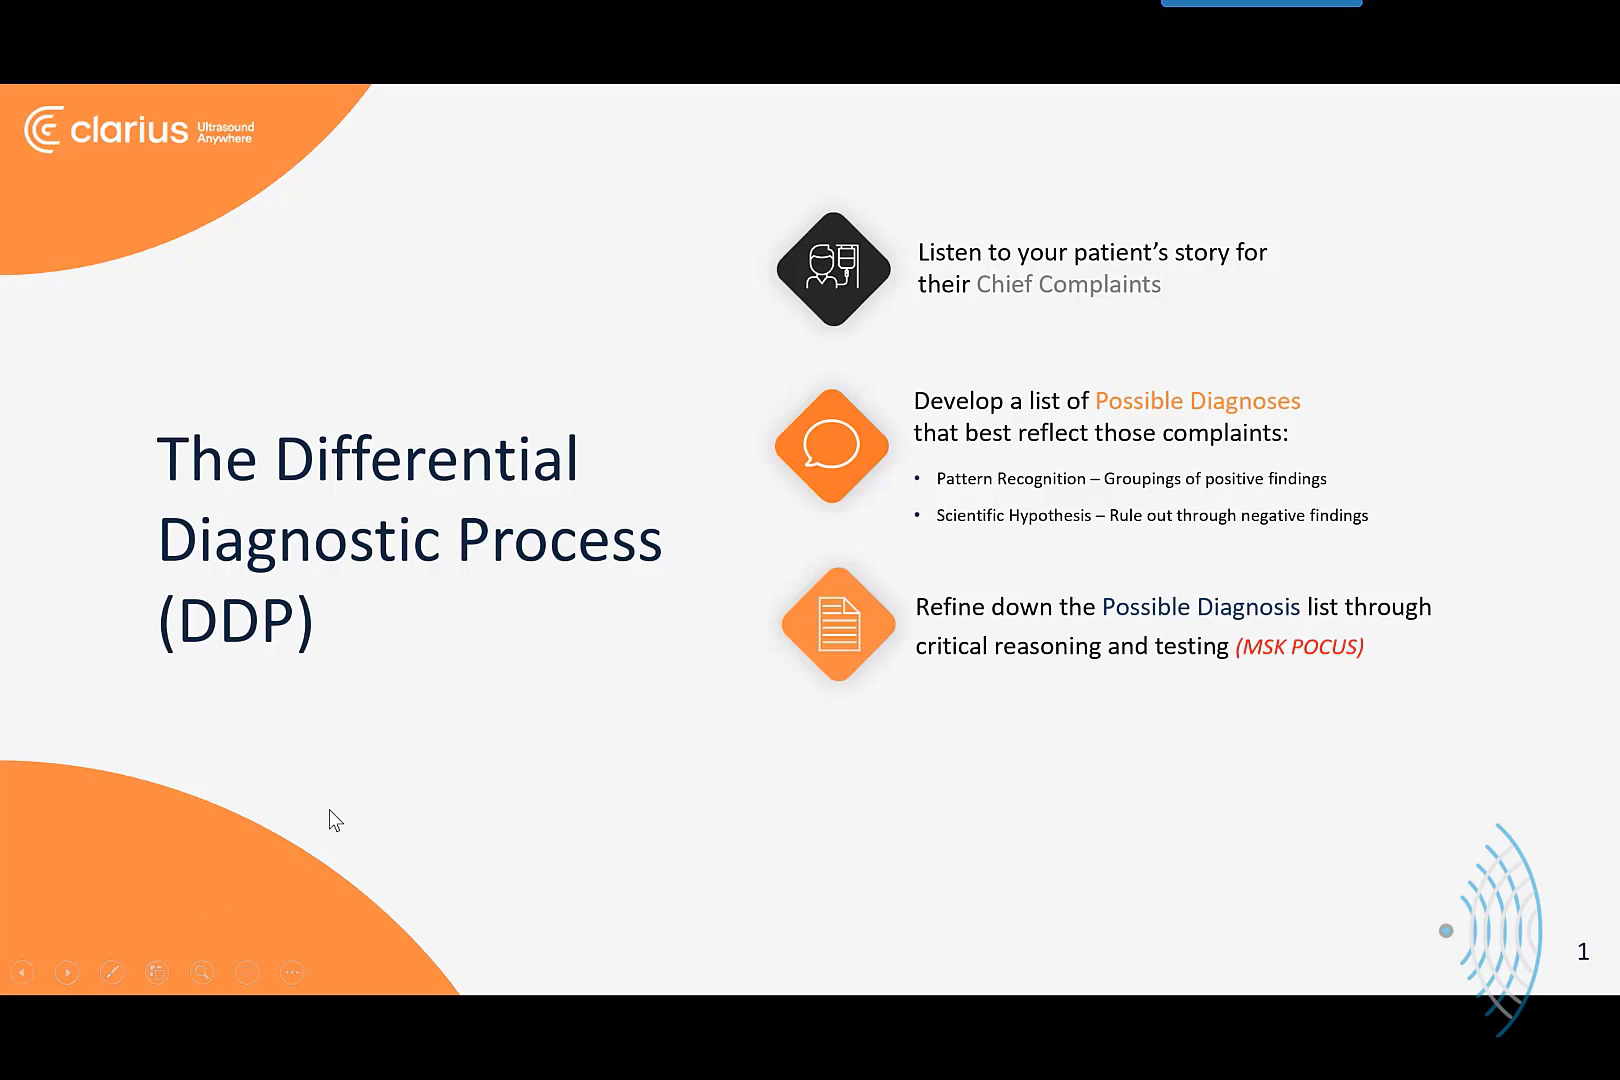 clarius Ultrasound
Anywhere
The Differential
Diagnostic Process
(DDP)
Listen to your patient’s story for
their Chief Complaints
Develop a list of Possible Diagnoses
that best reflect those complaints:
• Pattern Recognition – Groupings of positive findings
• Scientific Hypothesis – Rule out through negative findings
Refine down the Possible Diagnosis list through
critical reasoning and testing (MSK POCUS)
1